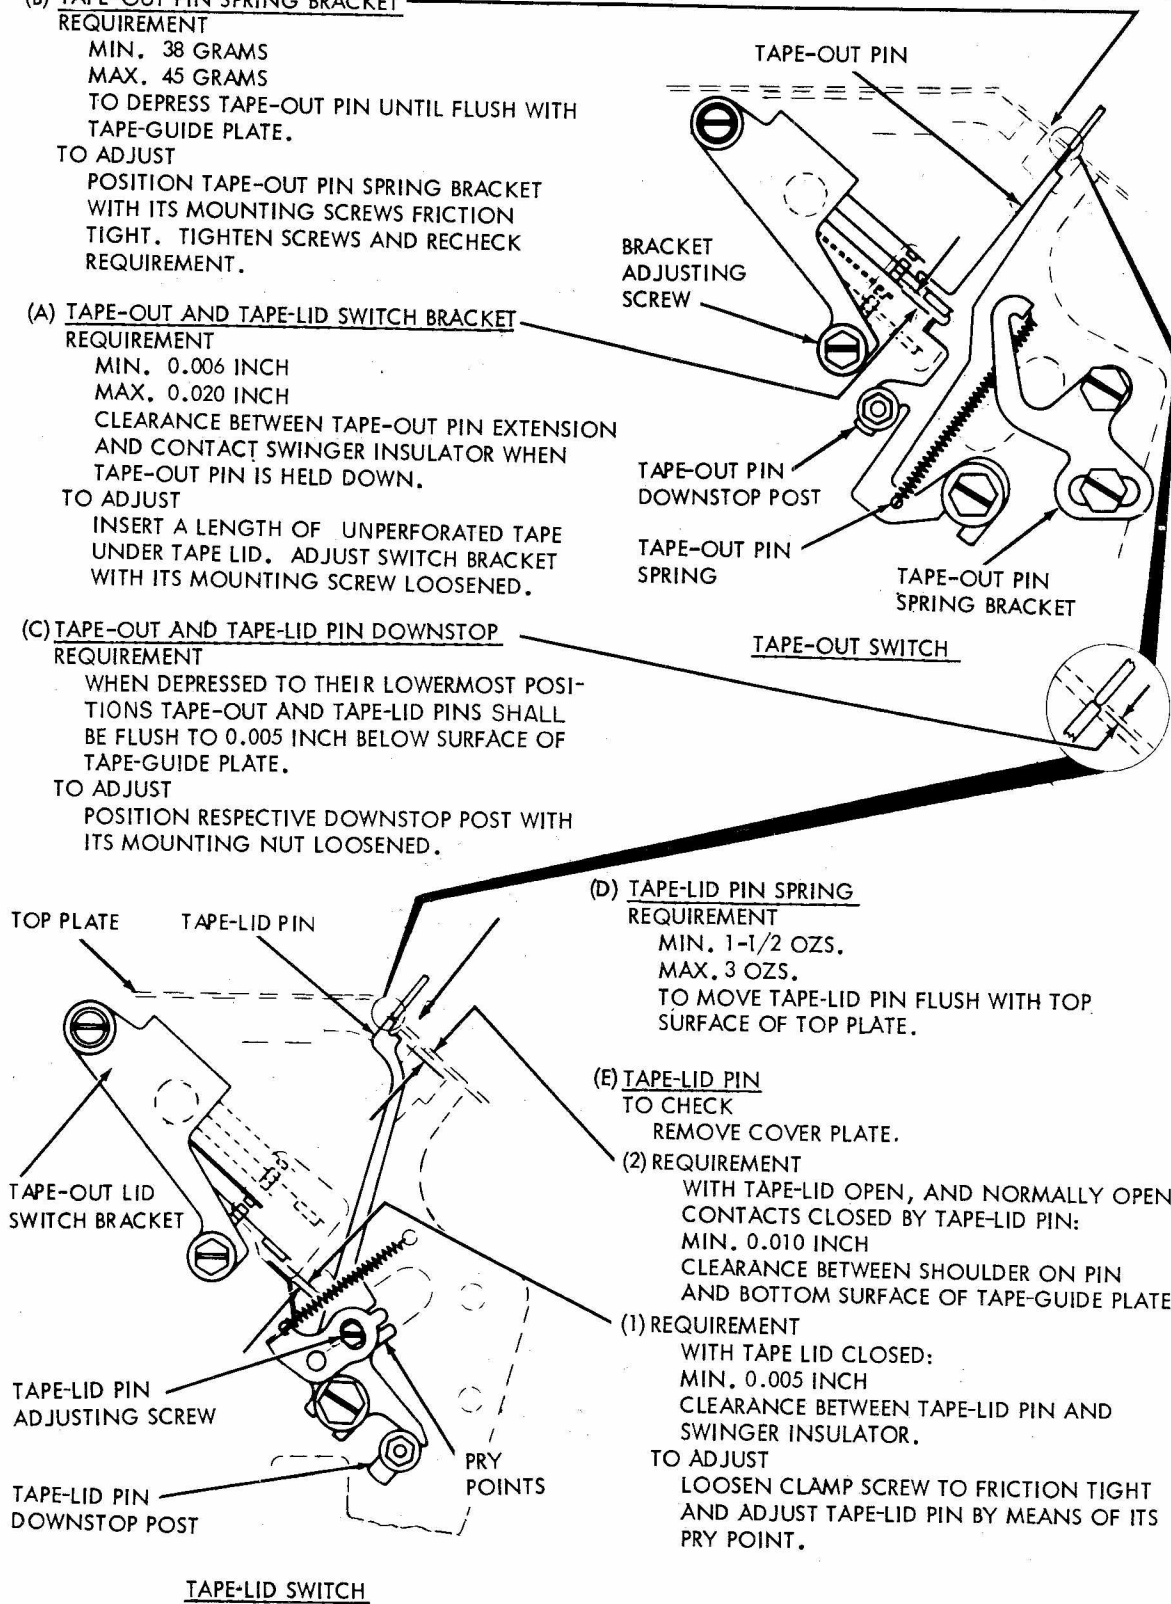 (B) TAPE-OUT PIN SPRING BRACKET
REQUIREMENT
MIN. 38 GRAMS
MAX. 45 GRAMS
TO DEPRESS TAPE-OUT PIN UNTIL FLUSH WITH
TAPE-GUIDE PLATE.
TO ADJUST
POSITION TAPE-OUT PIN SPRING BRACKET
WITH ITS MOUNTING SCREWS FRICTION
TIGHT. TIGHTEN SCREWS AND RECHECK
REQUIREMENT.
(A) TAPE-OUT AND TAPE-LID SWITCH BRACKET
REQUIREMENT
MIN. 0.006 INCH
MAX. 0.020 INCH
CLEARANCE BETWEEN TAPE-OUT PIN EXTENSION
AND CONTACT SWINGER INSULATOR WHEN
TAPE-OUT PIN IS HELD DOWN.
TO ADJUST
INSERT A LENGTH OF UNPERFORATED TAPE
UNDER TAPE LID. ADJUST SWITCH BRACKET
WITH ITS MOUNTING SCREW LOOSENED.
(C) TAPE-OUT AND TAPE-LID PIN DOWNSTOP
REQUIREMENT
WHEN DEPRESSED TO THEIR LOWERMOST POSI-
TIONS TAPE-OUT AND TAPE-LID PINS SHALL
BE FLUSH TO 0.005 INCH BELOW SURFACE OF
TAPE-GUIDE PLATE.
TO ADJUST
POSITION RESPECTIVE DOWNSTOP POST WITH
ITS MOUNTING NUT LOOSENED.
TAPE-OUT PIN
BRACKET
ADJUSTING
SCREW
TAPE-OUT PIN
DOWNSTOP POST
TAPE-OUT PIN
SPRING
TAPE-OUT PIN
SPRING BRACKET
TAPE-OUT SWITCH
TOP PLATE
TAPE-LID PIN
TAPE-OUT LID
SWITCH BRACKET
TAPE-LID PIN
ADJUSTING SCREW
TAPE-LID PIN
DOWNSTOP POST
PRY
POINTS
TAPE-LID SWITCH
(D) TAPE-LID PIN SPRING
REQUIREMENT
MIN. 1-1/2 OZS.
MAX. 3 OZS.
TO MOVE TAPE-LID PIN FLUSH WITH TOP
SURFACE OF TOP PLATE.
(E) TAPE-LID PIN
TO CHECK
REMOVE COVER PLATE.
(2) REQUIREMENT
WITH TAPE-LID OPEN, AND NORMALLY OPEN
CONTACTS CLOSED BY TAPE-LID PIN:
MIN. 0.010 INCH
CLEARANCE BETWEEN SHOULDER ON PIN
AND BOTTOM SURFACE OF TAPE-GUIDE PLATE
(1) REQUIREMENT
WITH TAPE LID CLOSED:
MIN. 0.005 INCH
CLEARANCE BETWEEN TAPE-LID PIN AND
SWINGER INSULATOR.
TO ADJUST
LOOSEN CLAMP SCREW TO FRICTION TIGHT
AND ADJUST TAPE-LID PIN BY MEANS OF ITS
PRY POINT.